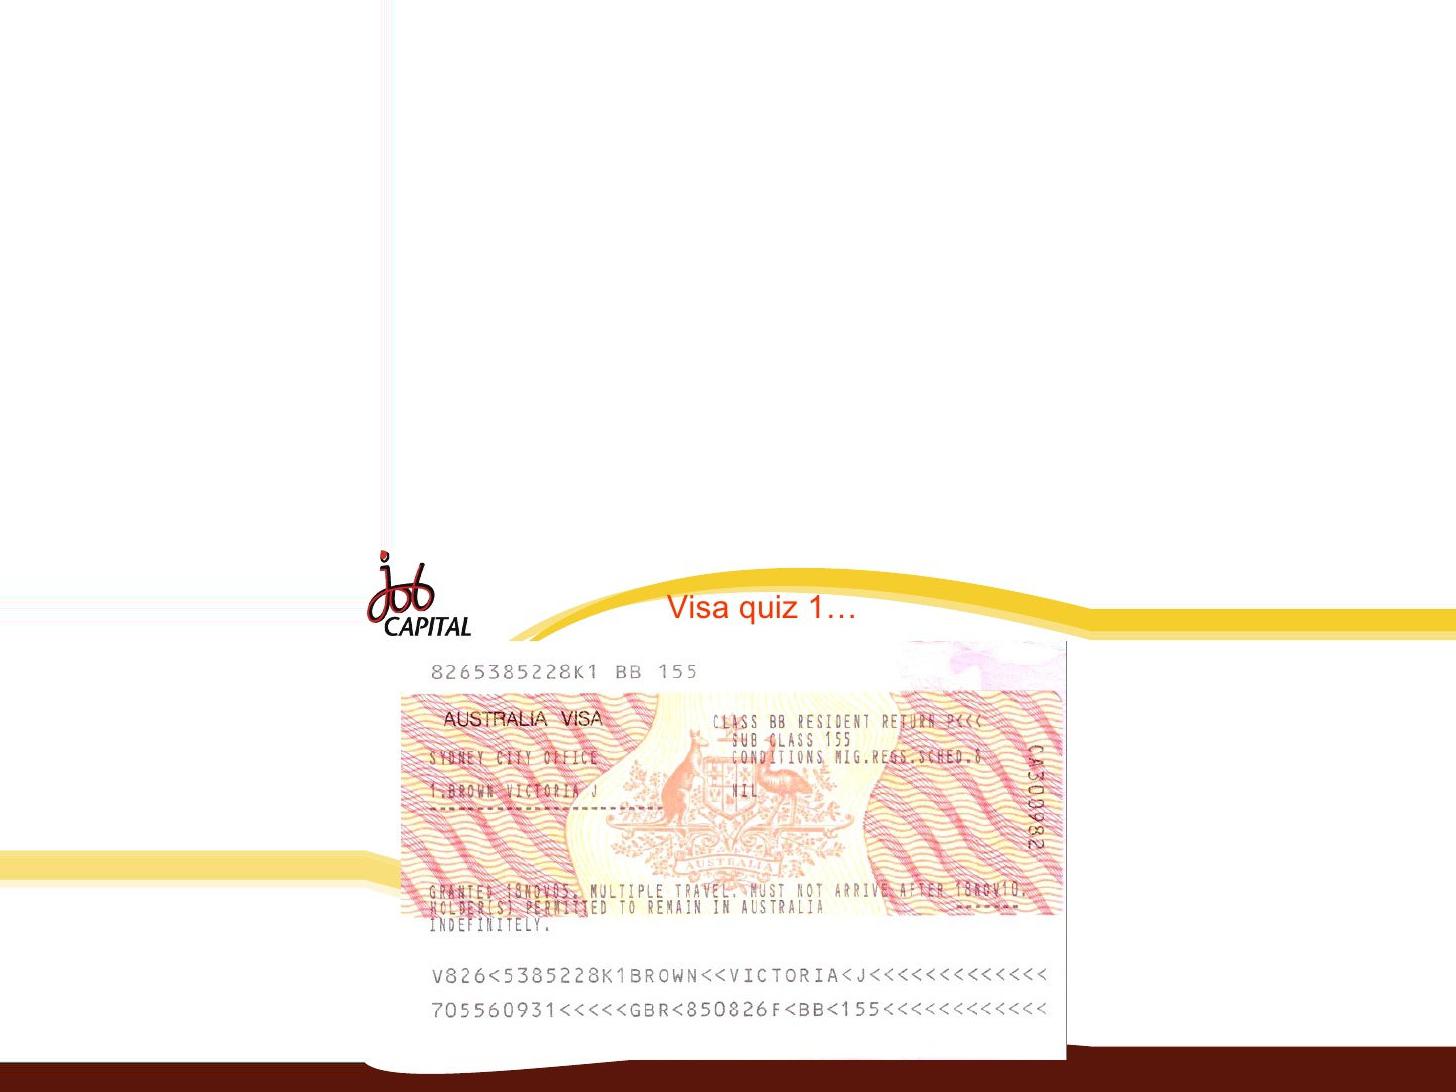 job
CAPITAL
Visa quiz 1…
8265385228K1 BB 155
AUSTRALIA VISA
CLASS BB RESIDENT RETURN P<<<
SUB CLASS 155
SYDNEY CITY OFFICE
CONDITIONS MIG.REGS.SCHED.8
1.BROWN VICTORIA J
NIL
CA300982
AUSTRALIA
GRANTED 18NOV05. MULTIPLE TRAVEL. MUST NOT ARRIVE AFTER 18NOV10.
HOLDER(S) PERMITTED TO REMAIN IN AUSTRALIA
INDEFINITELY.
V826<5385228K1BROWN<<VICTORIA<J<<<<<<<<<<<<<
705560931<<<<<GBR<850826F<BB<155<<<<<<<<<<<<